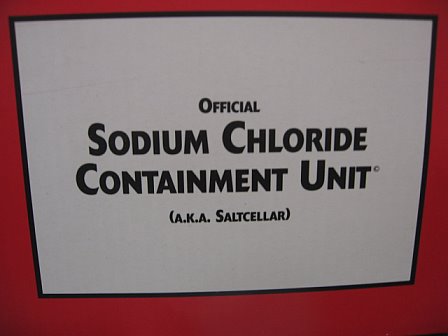 OFFICIAL
SODIUM CHLORIDE
CONTAINMENT UNIT©
(A.K.A. SALTCELLAR)